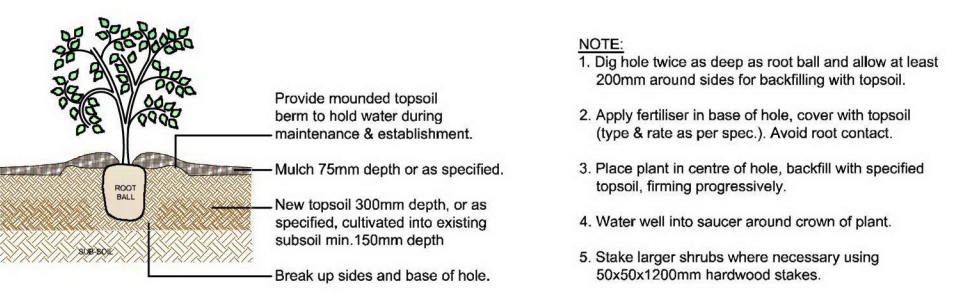 Provide mounded topsoil
berm to hold water during
maintenance & establishment.
Mulch 75mm depth or as specified.
New topsoil 300mm depth, or as
specified, cultivated into existing
subsoil min.150mm depth
Break up sides and base of hole.
ROOT
BALL
SUB-SOIL
NOTE:
1. Dig hole twice as deep as root ball and allow at least
200mm around sides for backfilling with topsoil.
2. Apply fertiliser in base of hole, cover with topsoil
(type & rate as per spec.). Avoid root contact.
3. Place plant in centre of hole, backfill with specified
topsoil, firming progressively.
4. Water well into saucer around crown of plant.
5. Stake larger shrubs where necessary using
50x50x1200mm hardwood stakes.